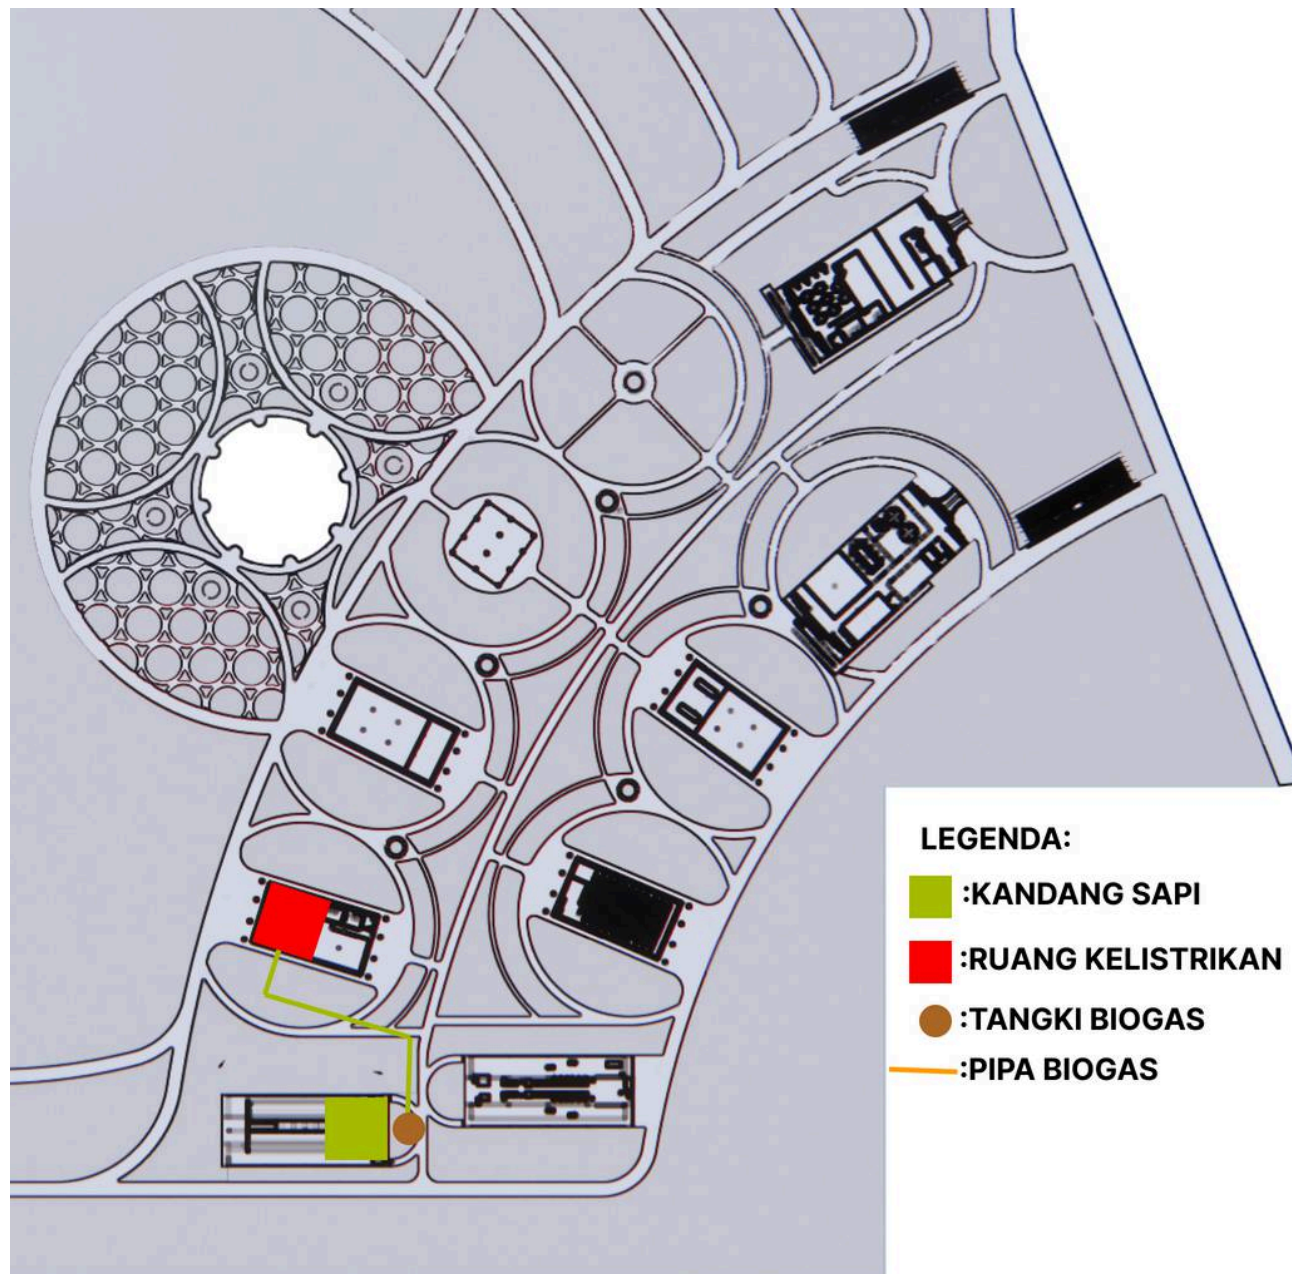 LEGENDA:
:KANDANG SAPI
:RUANG KELISTRIKAN
:TANGKI BIOGAS
:PIPA BIOGAS